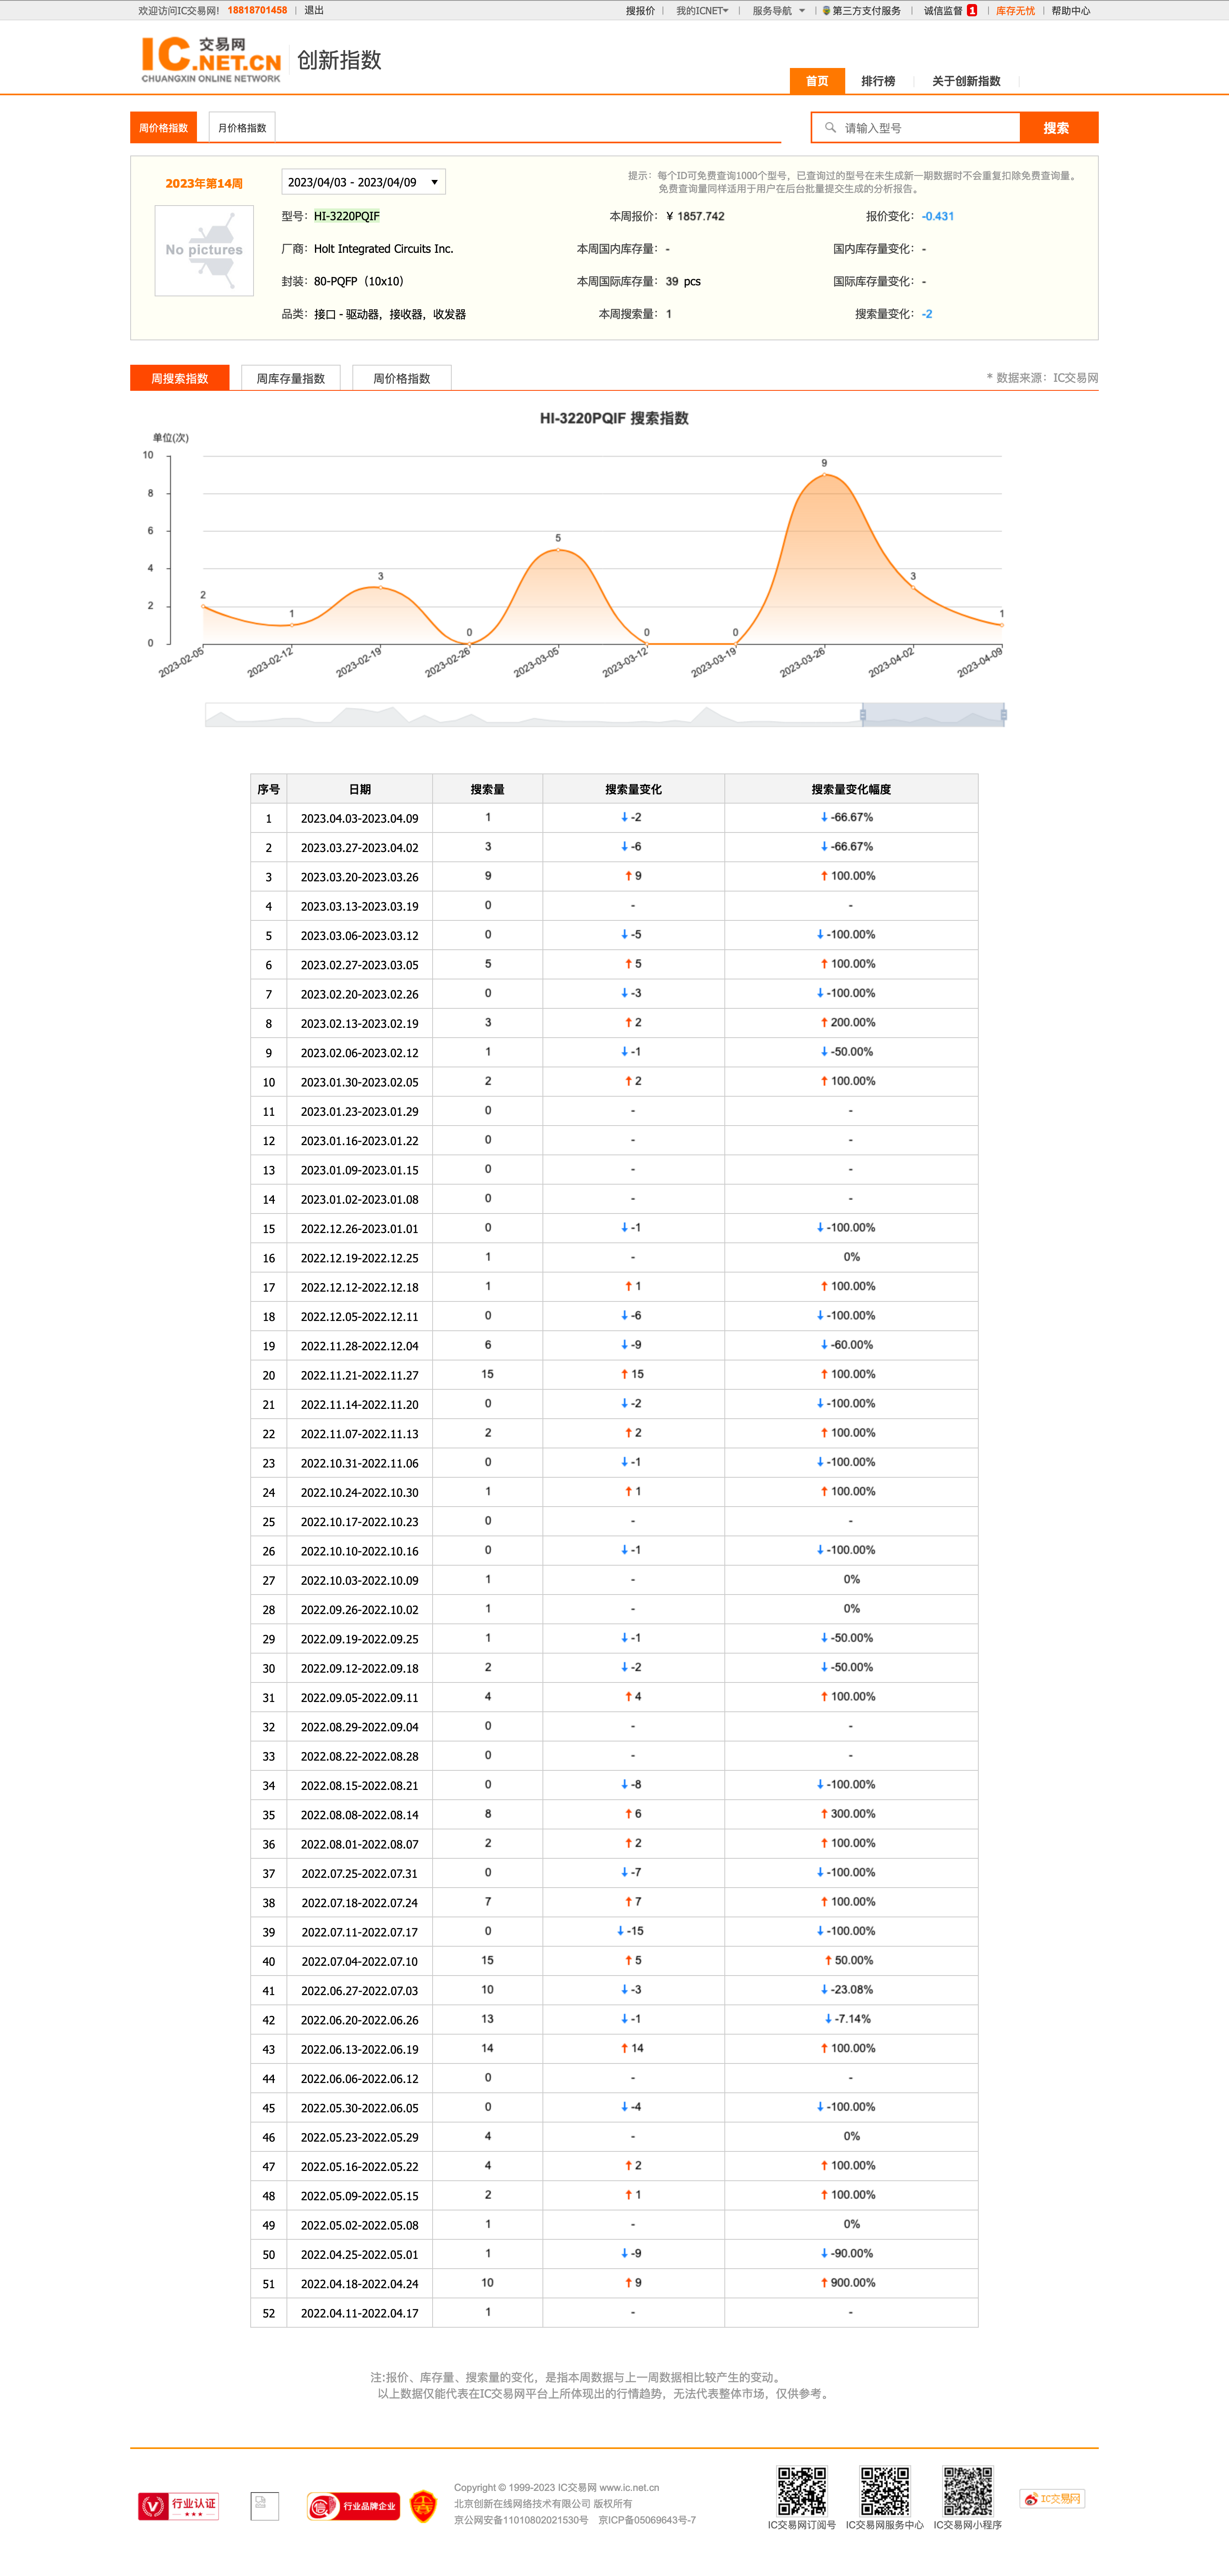 欢迎访问IC交易网! 18818701458 | 退出 搜报价 | 我的ICNET | 服务导航 | 第三方支付服务 | 诚信监督 1 | 库存无忧 | 帮助中心
IC 交易网
.NET.CN
CHUANGXIN ONLINE NETWORK
创新指数
首页 排行榜 关于创新指数
周价格指数 月价格指数 请输入型号 搜索
2023年第14周 2023/04/03 - 2023/04/09
提示：每个ID可免费查询1000个型号，已查询过的型号在未生成新一期数据时不会重复扣除免费查询量。
免费查询量同样适用于用户在后台批量提交生成的分析报告。
No pictures
型号：HI-3220PQIF 本周报价：¥ 1857.742 报价变化：-0.431
厂商：Holt Integrated Circuits Inc. 本周国内库存量：- 国内库存量变化：-
封装：80-PQFP（10x10） 本周国际库存量：39 pcs 国际库存量变化：-
品类：接口 - 驱动器，接收器，收发器 本周搜索量：1 搜索量变化：-2
周搜索指数 周库存量指数 周价格指数 * 数据来源：IC交易网
HI-3220PQIF 搜索指数
单位(次)
10
8
6
4
2
0
2 1 3 0 5 0 0 9 3 1
2023-02-05 2023-02-12 2023-02-19 2023-02-26 2023-03-05 2023-03-12 2023-03-19 2023-03-26 2023-04-02 2023-04-09
序号 日期 搜索量 搜索量变化 搜索量变化幅度
1 2023.04.03-2023.04.09 1 ↓-2 ↓-66.67%
2 2023.03.27-2023.04.02 3 ↓-6 ↓-66.67%
3 2023.03.20-2023.03.26 9 ↑9 ↑100.00%
4 2023.03.13-2023.03.19 0 - -
5 2023.03.06-2023.03.12 0 ↓-5 ↓-100.00%
6 2023.02.27-2023.03.05 5 ↑5 ↑100.00%
7 2023.02.20-2023.02.26 0 ↓-3 ↓-100.00%
8 2023.02.13-2023.02.19 3 ↑2 ↑200.00%
9 2023.02.06-2023.02.12 1 ↓-1 ↓-50.00%
10 2023.01.30-2023.02.05 2 ↑2 ↑100.00%
11 2023.01.23-2023.01.29 0 - -
12 2023.01.16-2023.01.22 0 - -
13 2023.01.09-2023.01.15 0 - -
14 2023.01.02-2023.01.08 0 - -
15 2022.12.26-2023.01.01 0 ↓-1 ↓-100.00%
16 2022.12.19-2022.12.25 1 - 0%
17 2022.12.12-2022.12.18 1 ↑1 ↑100.00%
18 2022.12.05-2022.12.11 0 ↓-6 ↓-100.00%
19 2022.11.28-2022.12.04 6 ↓-9 ↓-60.00%
20 2022.11.21-2022.11.27 15 ↑15 ↑100.00%
21 2022.11.14-2022.11.20 0 ↓-2 ↓-100.00%
22 2022.11.07-2022.11.13 2 ↑2 ↑100.00%
23 2022.10.31-2022.11.06 0 ↓-1 ↓-100.00%
24 2022.10.24-2022.10.30 1 ↑1 ↑100.00%
25 2022.10.17-2022.10.23 0 - -
26 2022.10.10-2022.10.16 0 ↓-1 ↓-100.00%
27 2022.10.03-2022.10.09 1 - 0%
28 2022.09.26-2022.10.02 1 - 0%
29 2022.09.19-2022.09.25 1 ↓-1 ↓-50.00%
30 2022.09.12-2022.09.18 2 ↓-2 ↓-50.00%
31 2022.09.05-2022.09.11 4 ↑4 ↑100.00%
32 2022.08.29-2022.09.04 0 - -
33 2022.08.22-2022.08.28 0 - -
34 2022.08.15-2022.08.21 0 ↓-8 ↓-100.00%
35 2022.08.08-2022.08.14 8 ↑6 ↑300.00%
36 2022.08.01-2022.08.07 2 ↑2 ↑100.00%
37 2022.07.25-2022.07.31 0 ↓-7 ↓-100.00%
38 2022.07.18-2022.07.24 7 ↑7 ↑100.00%
39 2022.07.11-2022.07.17 0 ↓-15 ↓-100.00%
40 2022.07.04-2022.07.10 15 ↑5 ↑50.00%
41 2022.06.27-2022.07.03 10 ↓-3 ↓-23.08%
42 2022.06.20-2022.06.26 13 ↓-1 ↓-7.14%
43 2022.06.13-2022.06.19 14 ↑14 ↑100.00%
44 2022.06.06-2022.06.12 0 - -
45 2022.05.30-2022.06.05 0 ↓-4 ↓-100.00%
46 2022.05.23-2022.05.29 4 - 0%
47 2022.05.16-2022.05.22 4 ↑2 ↑100.00%
48 2022.05.09-2022.05.15 2 ↑1 ↑100.00%
49 2022.05.02-2022.05.08 1 - 0%
50 2022.04.25-2022.05.01 1 ↓-9 ↓-90.00%
51 2022.04.18-2022.04.24 10 ↑9 ↑900.00%
52 2022.04.11-2022.04.17 1 - -
注:报价、库存量、搜索量的变化，是指本周数据与上一周数据相比较产生的变动。
以上数据仅能代表在IC交易网平台上所体现出的行情趋势，无法代表整体市场，仅供参考。
行业认证
信 行业品牌企业
Copyright © 1999-2023 IC交易网 www.ic.net.cn
北京创新在线网络技术有限公司 版权所有
京公网安备11010802021530号 京ICP备05069643号-7
IC交易网订阅号 IC交易网服务中心 IC交易网小程序
IC交易网